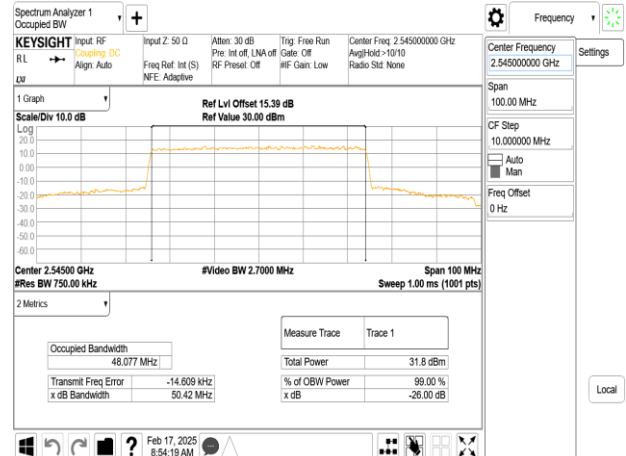 Spectrum Analyzer 1
Occupied BW
KEYSIGHT
RL
Input: RF
Coupling: DC
Align: Auto
Input Z: 50 Ω
Freq Ref: Int (S)
NFE: Adaptive
Atten: 30 dB
Pre: Int off, LNA off
RF Preset: Off
Trig: Free Run
Gate: Off
#IF Gain: Low
Center Freq: 2.545000000 GHz
Avg|Hold:>10/10
Radio Std: None
1 Graph
Scale/Div 10.0 dB
Ref Lvl Offset 15.39 dB
Ref Value 30.00 dBm
Log
20.0
10.0
0.00
-10.0
-20.0
-30.0
-40.0
-50.0
-60.0
Center 2.54500 GHz
#Video BW 2.7000 MHz
Span 100 MHz
#Res BW 750.00 kHz
Sweep 1.00 ms (1001 pts)
2 Metrics
Occupied Bandwidth
48.077 MHz
Transmit Freq Error -14.609 kHz
x dB Bandwidth 50.42 MHz
Measure Trace Trace 1
Total Power 31.8 dBm
% of OBW Power 99.00 %
x dB -26.00 dB
Feb 17, 2025
8:54:19 AM
Frequency
Center Frequency
2.545000000 GHz
Span
100.00 MHz
CF Step
10.000000 MHz
Auto
Man
Freq Offset
0 Hz
Settings
Local